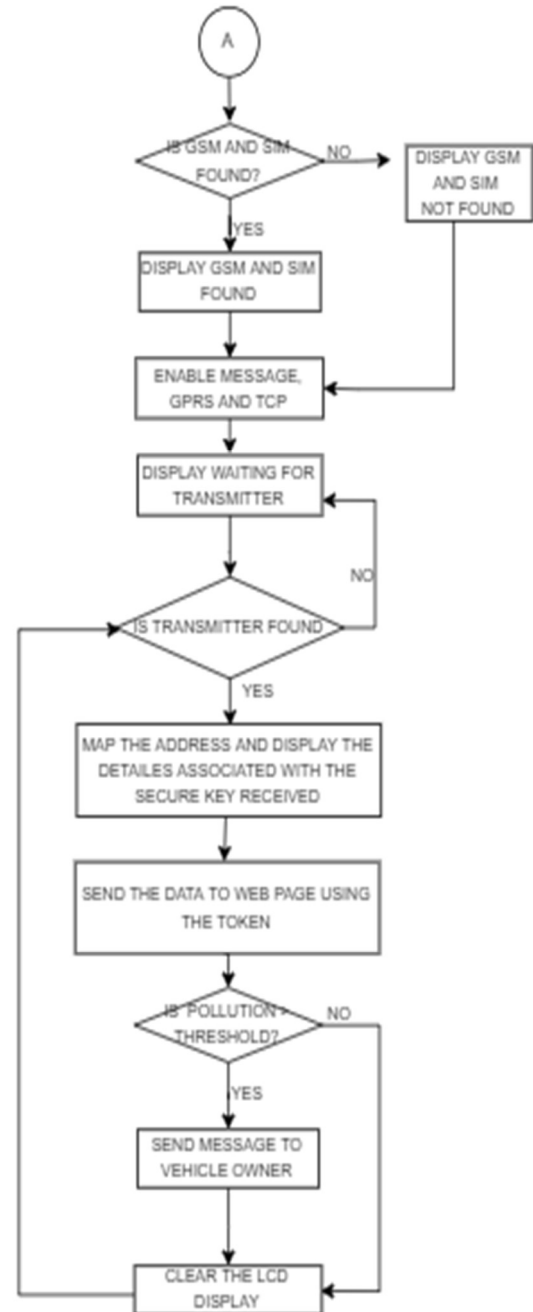 A
IS GSM AND SIM
FOUND?
NO
DISPLAY GSM
AND SIM
NOT FOUND
YES
DISPLAY GSM AND SIM
FOUND
ENABLE MESSAGE,
GPRS AND TCP
DISPLAY WAITING FOR
TRANSMITTER
NO
IS TRANSMITTER FOUND
YES
MAP THE ADDRESS AND DISPLAY THE
DETAILES ASSOCIATED WITH THE
SECURE KEY RECEIVED
SEND THE DATA TO WEB PAGE USING
THE TOKEN
IS POLLUTION >
THRESHOLD?
NO
YES
SEND MESSAGE TO
VEHICLE OWNER
CLEAR THE LCD
DISPLAY